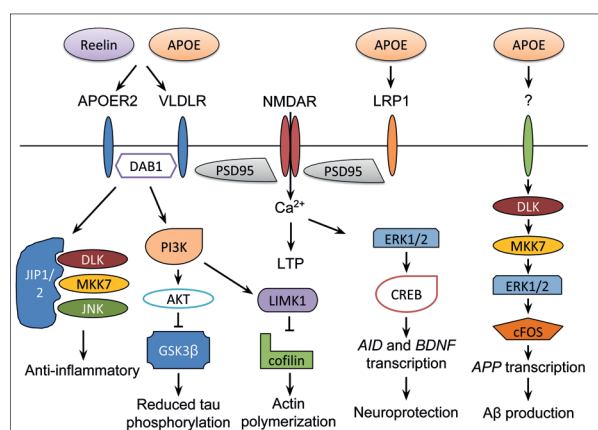 Reelin
APOE
APOE
APOE
APOER2
VLDLR
NMDAR
LRP1
?
DAB1
PSD95
PSD95
Ca2+
DLK
JIP1/
2
DLK
MKK7
JNK
PI3K
LTP
ERK1/2
MKK7
AKT
LIMK1
CREB
ERK1/2
GSK3β
cofilin
AID and BDNF
transcription
cFOS
Anti-inflammatory
APP transcription
Reduced tau
phosphorylation
Actin
polymerization
Neuroprotection
Aβ production